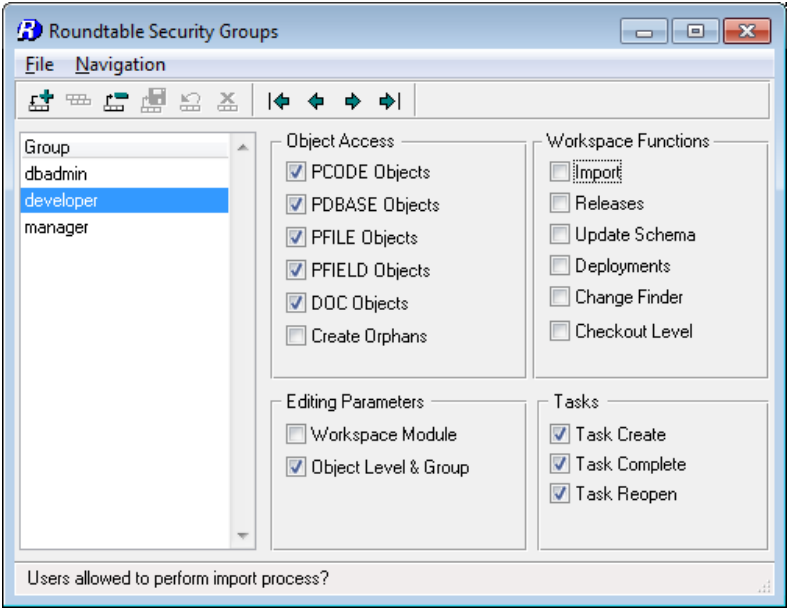 Roundtable Security Groups
File Navigation
Group
dbadmin
developer
manager
Object Access
PCODE Objects
PDBASE Objects
PFILE Objects
PFIELD Objects
DOC Objects
Create Orphans
Workspace Functions
Import
Releases
Update Schema
Deployments
Change Finder
Checkout Level
Editing Parameters
Workspace Module
Object Level & Group
Tasks
Task Create
Task Complete
Task Reopen
Users allowed to perform import process?